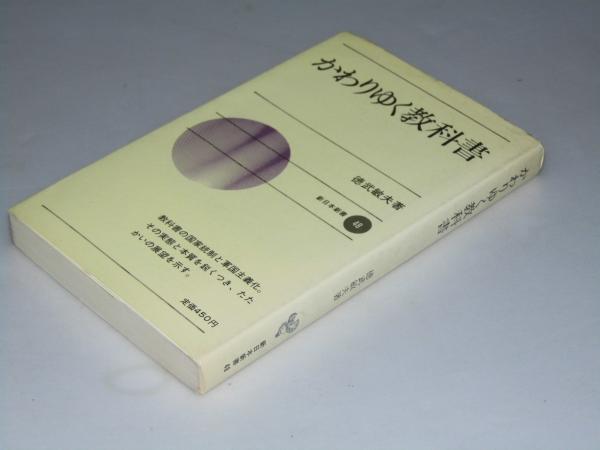 かわりゆく教科書
徳武敏夫著
新日本新書
48
教科書の国家統制と軍国主義化。
その実態と本質を鋭くつき、たた
かいの展望を示す。
定価450円
かわりゆく教科書
徳武敏夫著
新日本新書 48